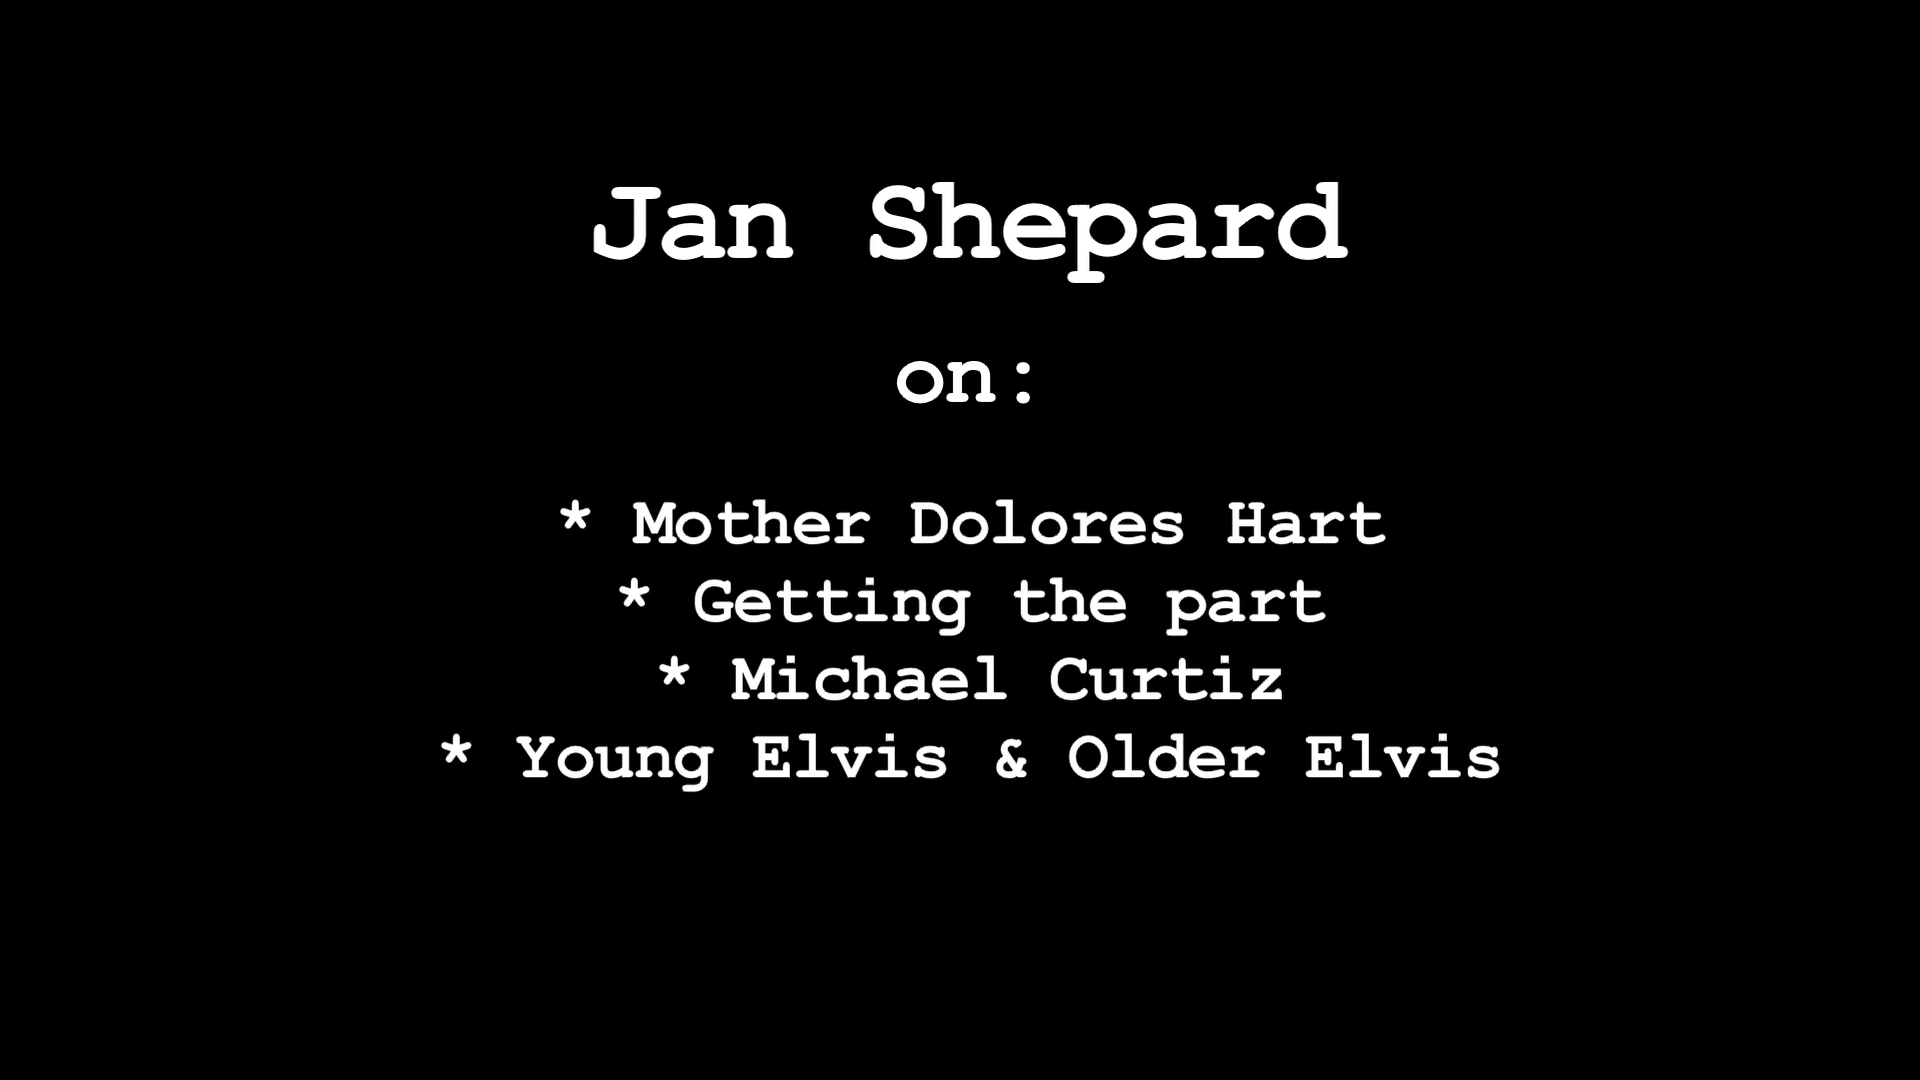 Jan Shepard
on:
* Mother Dolores Hart
* Getting the part
* Michael Curtiz
* Young Elvis & Older Elvis